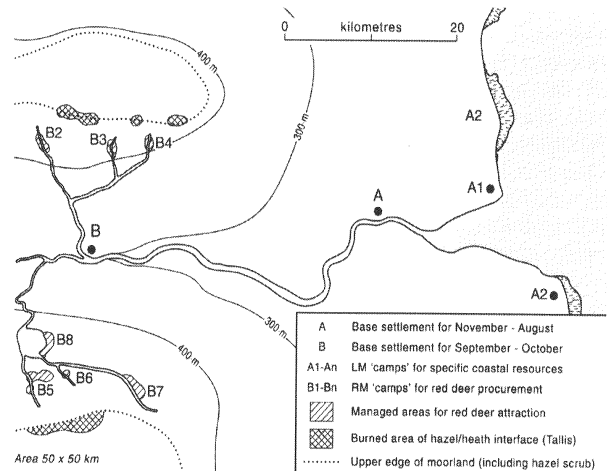 0 kilometres 20
400 m
300 m
B2
B3
B4
A2
A1
A
B
A2
300 m
400 m
B8
B6
B5
B7
A Base settlement for November - August
B Base settlement for September - October
A1-An LM 'camps' for specific coastal resources
B1-Bn RM 'camps' for red deer procurement
Managed areas for red deer attraction
Burned area of hazel/heath interface (Tallis)
Upper edge of moorland (including hazel scrub)
Area 50 x 50 km